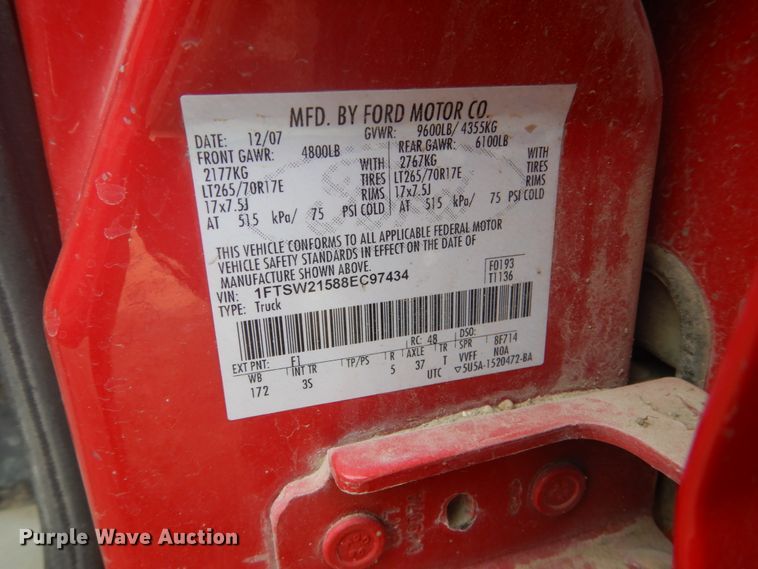 MFD. BY FORD MOTOR CO.
DATE: 12/07 GVWR: 9600LB/ 4355KG
FRONT GAWR: 4800LB REAR GAWR: 6100LB
2177KG WITH 2767KG WITH
LT265/70R17E TIRES LT265/70R17E TIRES
17x7.5J RIMS 17x7.5J RIMS
AT 515 kPa/ 75 PSI COLD AT 515 kPa/ 75 PSI COLD
THIS VEHICLE CONFORMS TO ALL APPLICABLE FEDERAL MOTOR
VEHICLE SAFETY STANDARDS IN EFFECT ON THE DATE OF
MANUFACTURE SHOWN ABOVE.
VIN: 1FTSW21588EC97434 F0193
TYPE: Truck T1136
EXT PNT: F1 RC: 48 DSO:
WB INT TR TP/PS R AXLE TR SPR 8F714
172 3S 5 37 T VVFF N0A
UTC ▽5U5A-1520472-BA
Purple Wave Auction